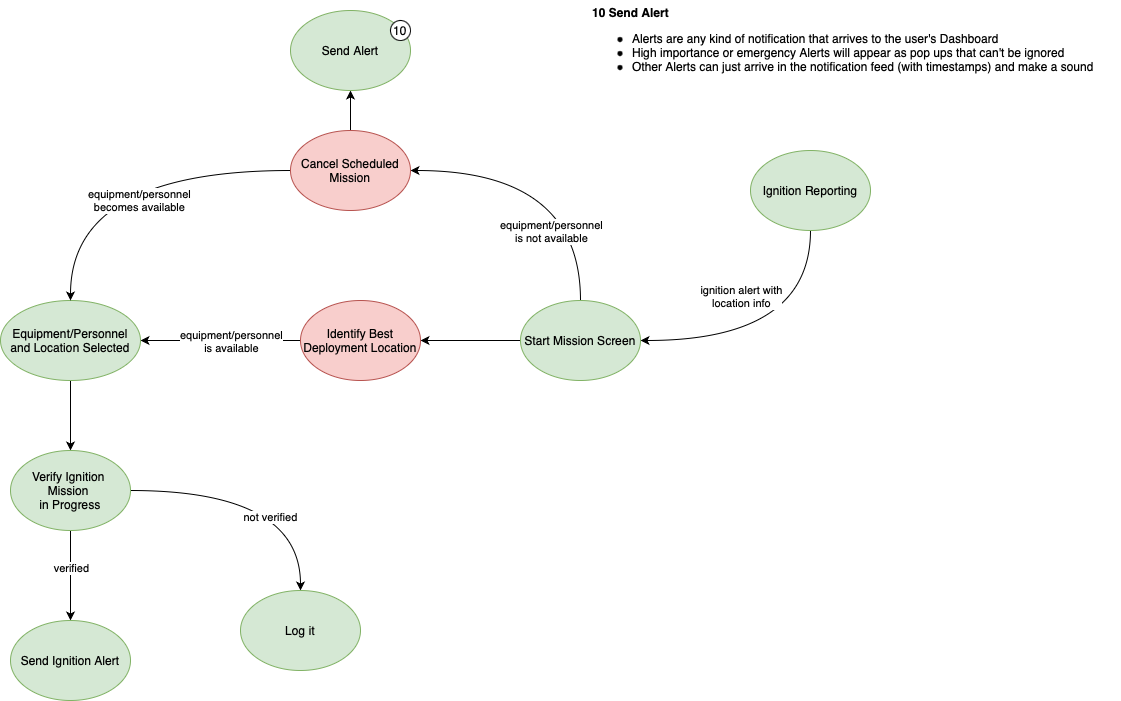 10 Send Alert
Alerts are any kind of notification that arrives to the user's Dashboard
High importance or emergency Alerts will appear as pop ups that can't be ignored
Other Alerts can just arrive in the notification feed (with timestamps) and make a sound
10
Send Alert
Cancel Scheduled
Mission
Ignition Reporting
equipment/personnel
becomes available
equipment/personnel
is not available
ignition alert with
location info
Equipment/Personnel
and Location Selected
equipment/personnel
is available
Identify Best
Deployment Location
Start Mission Screen
Verify Ignition
Mission
in Progress
not verified
verified
Log it
Send Ignition Alert